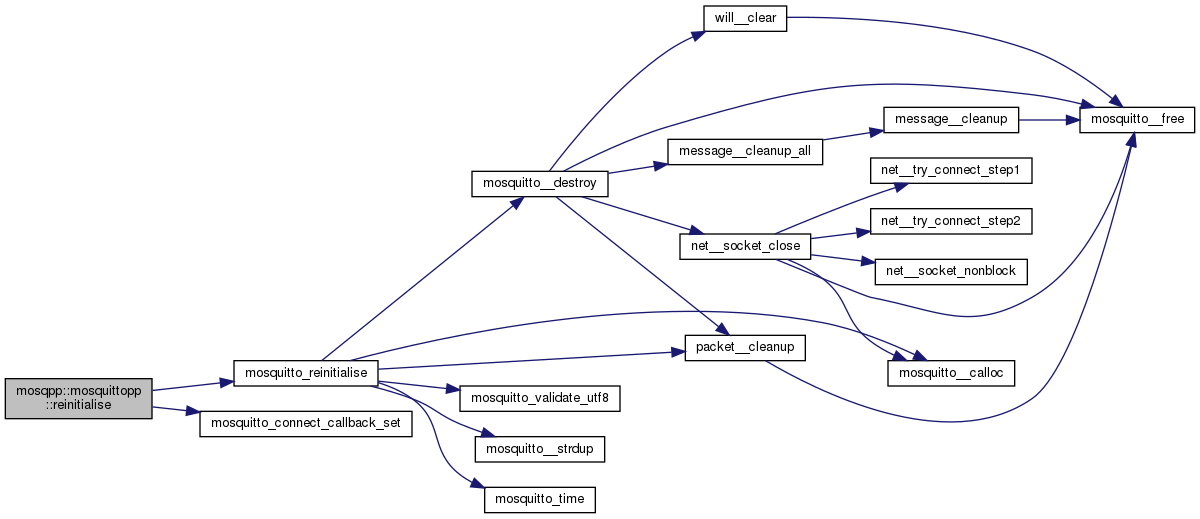 will__clear
mosquitto__free
message__cleanup
message__cleanup_all
net__try_connect_step1
mosquitto__destroy
net__try_connect_step2
net__socket_close
net__socket_nonblock
packet__cleanup
mosquitto_reinitialise
mosquitto__calloc
mosqpp::mosquittopp
::reinitialise
mosquitto_validate_utf8
mosquitto_connect_callback_set
mosquitto__strdup
mosquitto_time